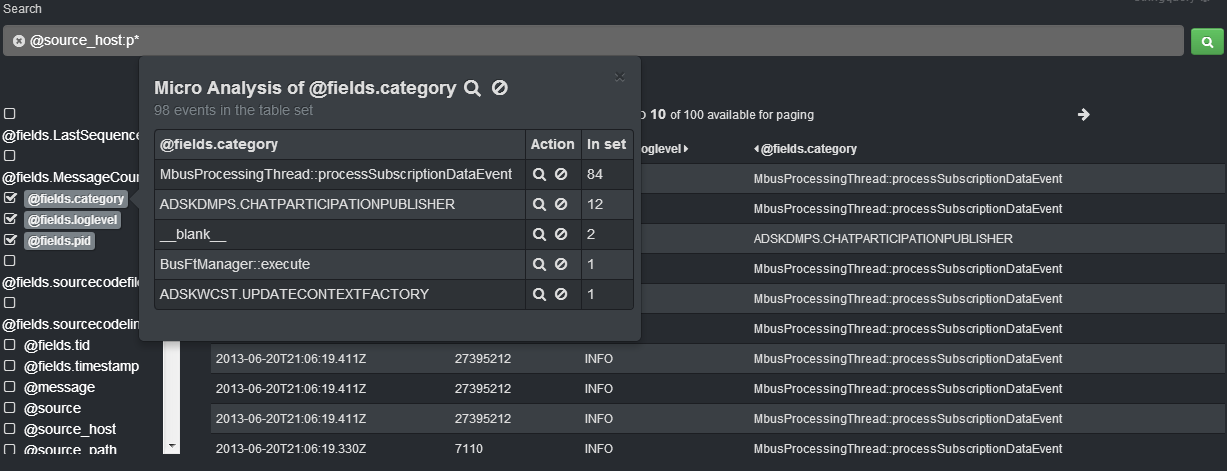 Search
@source_host:p*
Micro Analysis of @fields.category
×
98 events in the table set
@fields.category Action In set
MbusProcessingThread::processSubscriptionDataEvent 84
ADSKDMPS.CHATPARTICIPATIONPUBLISHER 12
__blank__ 2
BusFtManager::execute 1
ADSKWCST.UPDATECONTEXTFACTORY 1
10 of 100 available for paging
oglevel @fields.category
@fields.LastSequence
@fields.MessageCou
@fields.category
@fields.loglevel
@fields.pid
@fields.sourcecodefil
@fields.sourcecodelin
@fields.tid
@fields.timestamp
@message
@source
@source_host
@source_path
MbusProcessingThread::processSubscriptionDataEvent
MbusProcessingThread::processSubscriptionDataEvent
ADSKDMPS.CHATPARTICIPATIONPUBLISHER
MbusProcessingThread::processSubscriptionDataEvent
MbusProcessingThread::processSubscriptionDataEvent
MbusProcessingThread::processSubscriptionDataEvent
2013-06-20T21:06:19.411Z 27395212 INFO MbusProcessingThread::processSubscriptionDataEvent
2013-06-20T21:06:19.411Z 27395212 INFO MbusProcessingThread::processSubscriptionDataEvent
2013-06-20T21:06:19.411Z 27395212 INFO MbusProcessingThread::processSubscriptionDataEvent
2013-06-20T21:06:19.330Z 7110 INFO MbusProcessingThread::processSubscriptionDataEvent